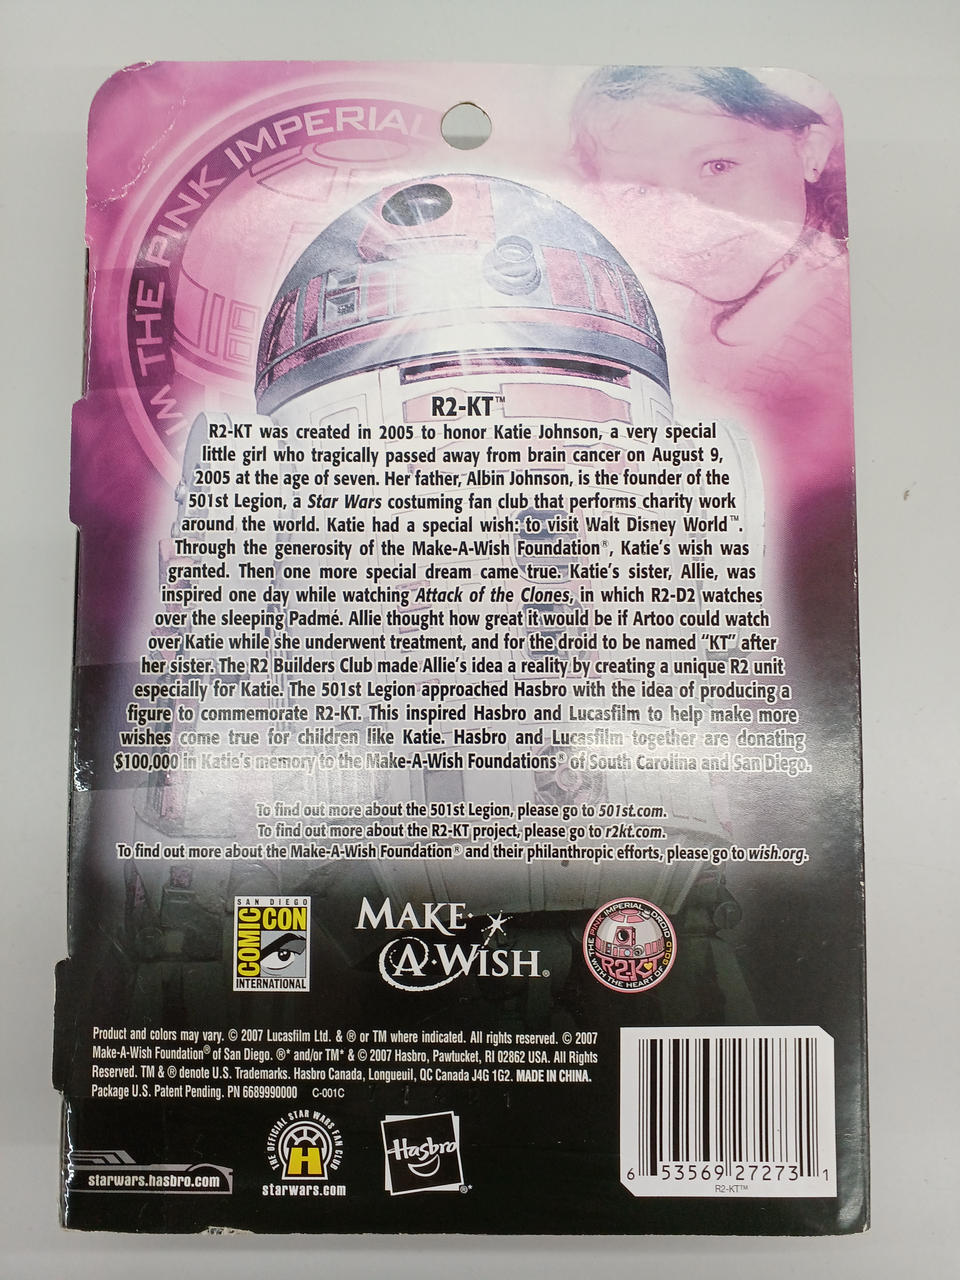 IMPERIAL
THE PINK
I'M
R2-KT™
R2-KT was created in 2005 to honor Katie Johnson, a very special
little girl who tragically passed away from brain cancer on August 9,
2005 at the age of seven. Her father, Albin Johnson, is the founder of the
501st Legion, a Star Wars costuming fan club that performs charity work
around the world. Katie had a special wish: to visit Walt Disney World™.
Through the generosity of the Make-A-Wish Foundation®, Katie's wish was
granted. Then one more special dream came true. Katie's sister, Allie, was
inspired one day while watching Attack of the Clones, in which R2-D2 watches
over the sleeping Padmé. Allie thought how great it would be if Artoo could watch
over Katie while she underwent treatment, and for the droid to be named “KT” after
her sister. The R2 Builders Club made Allie's idea a reality by creating a unique R2 unit
especially for Katie. The 501st Legion approached Hasbro with the idea of producing a
figure to commemorate R2-KT. This inspired Hasbro and Lucasfilm to help make more
wishes come true for children like Katie. Hasbro and Lucasfilm together are donating
$100,000 in Katie's memory to the Make-A-Wish Foundations® of South Carolina and San Diego.
To find out more about the 501st Legion, please go to 501st.com.
To find out more about the R2-KT project, please go to r2kt.com.
To find out more about the Make-A-Wish Foundation® and their philanthropic efforts, please go to wish.org.
SAN DIEGO
COMIC CON
INTERNATIONAL
MAKE·
A·WISH®
THE PINK IMPERIAL DROID
R2KT
WITH THE HEART OF GOLD
Product and colors may vary. © 2007 Lucasfilm Ltd. & ® or TM where indicated. All rights reserved. © 2007
Make-A-Wish Foundation® of San Diego. ®* and/or TM* & © 2007 Hasbro, Pawtucket, RI 02862 USA. All Rights
Reserved. TM & ® denote U.S. Trademarks. Hasbro Canada, Longueuil, QC Canada J4G 1G2. MADE IN CHINA.
Package U.S. Patent Pending. PN 6689990000 C-001C
starwars.hasbro.com
THE OFFICIAL STAR WARS FAN CLUB
H
starwars.com
Hasbro
®*
6 53569 27273 1
R2-KT™